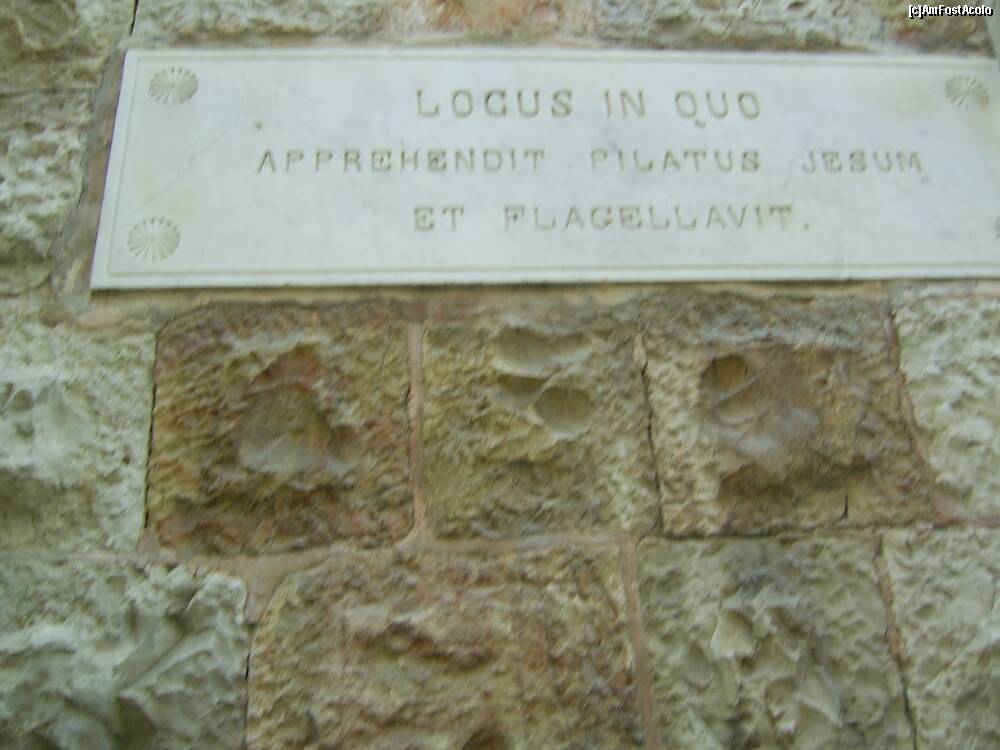 [c]AmFostAcolo
LOCUS IN QUO
APPREHENDIT PILATUS JESUM
ET FLAGELLAVIT.